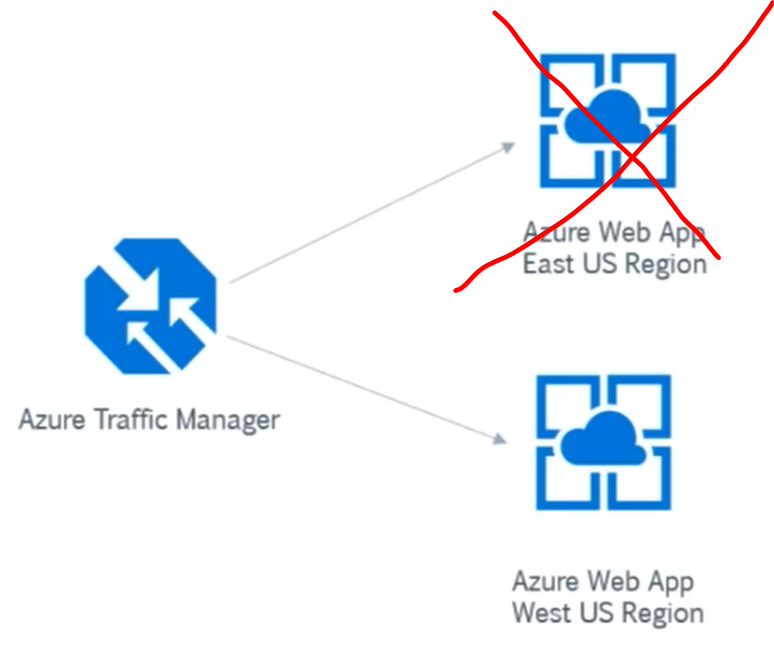 Azure Web App
East US Region
Azure Traffic Manager
Azure Web App
West US Region